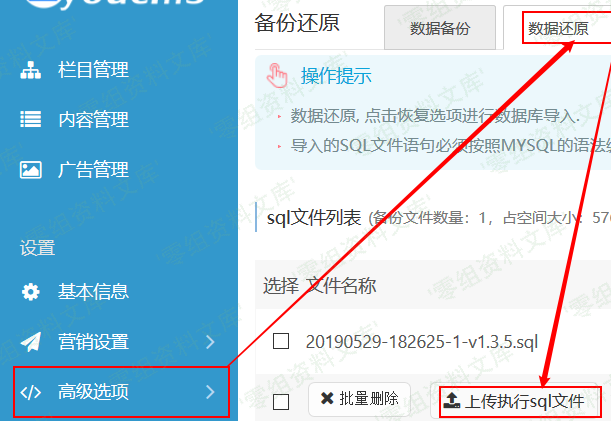 备份还原
数据备份
数据还原
操作提示
数据还原, 点击恢复选项进行数据库导入.
导入的SQL文件语句必须按照MYSQL的语法
sql文件列表 (备份文件数量：1，占空间大小：57
选择 文件名称
20190529-182625-1-v1.3.5.sql
批量删除
上传执行sql文件
栏目管理
内容管理
广告管理
设置
基本信息
营销设置
高级选项
零组资料文库